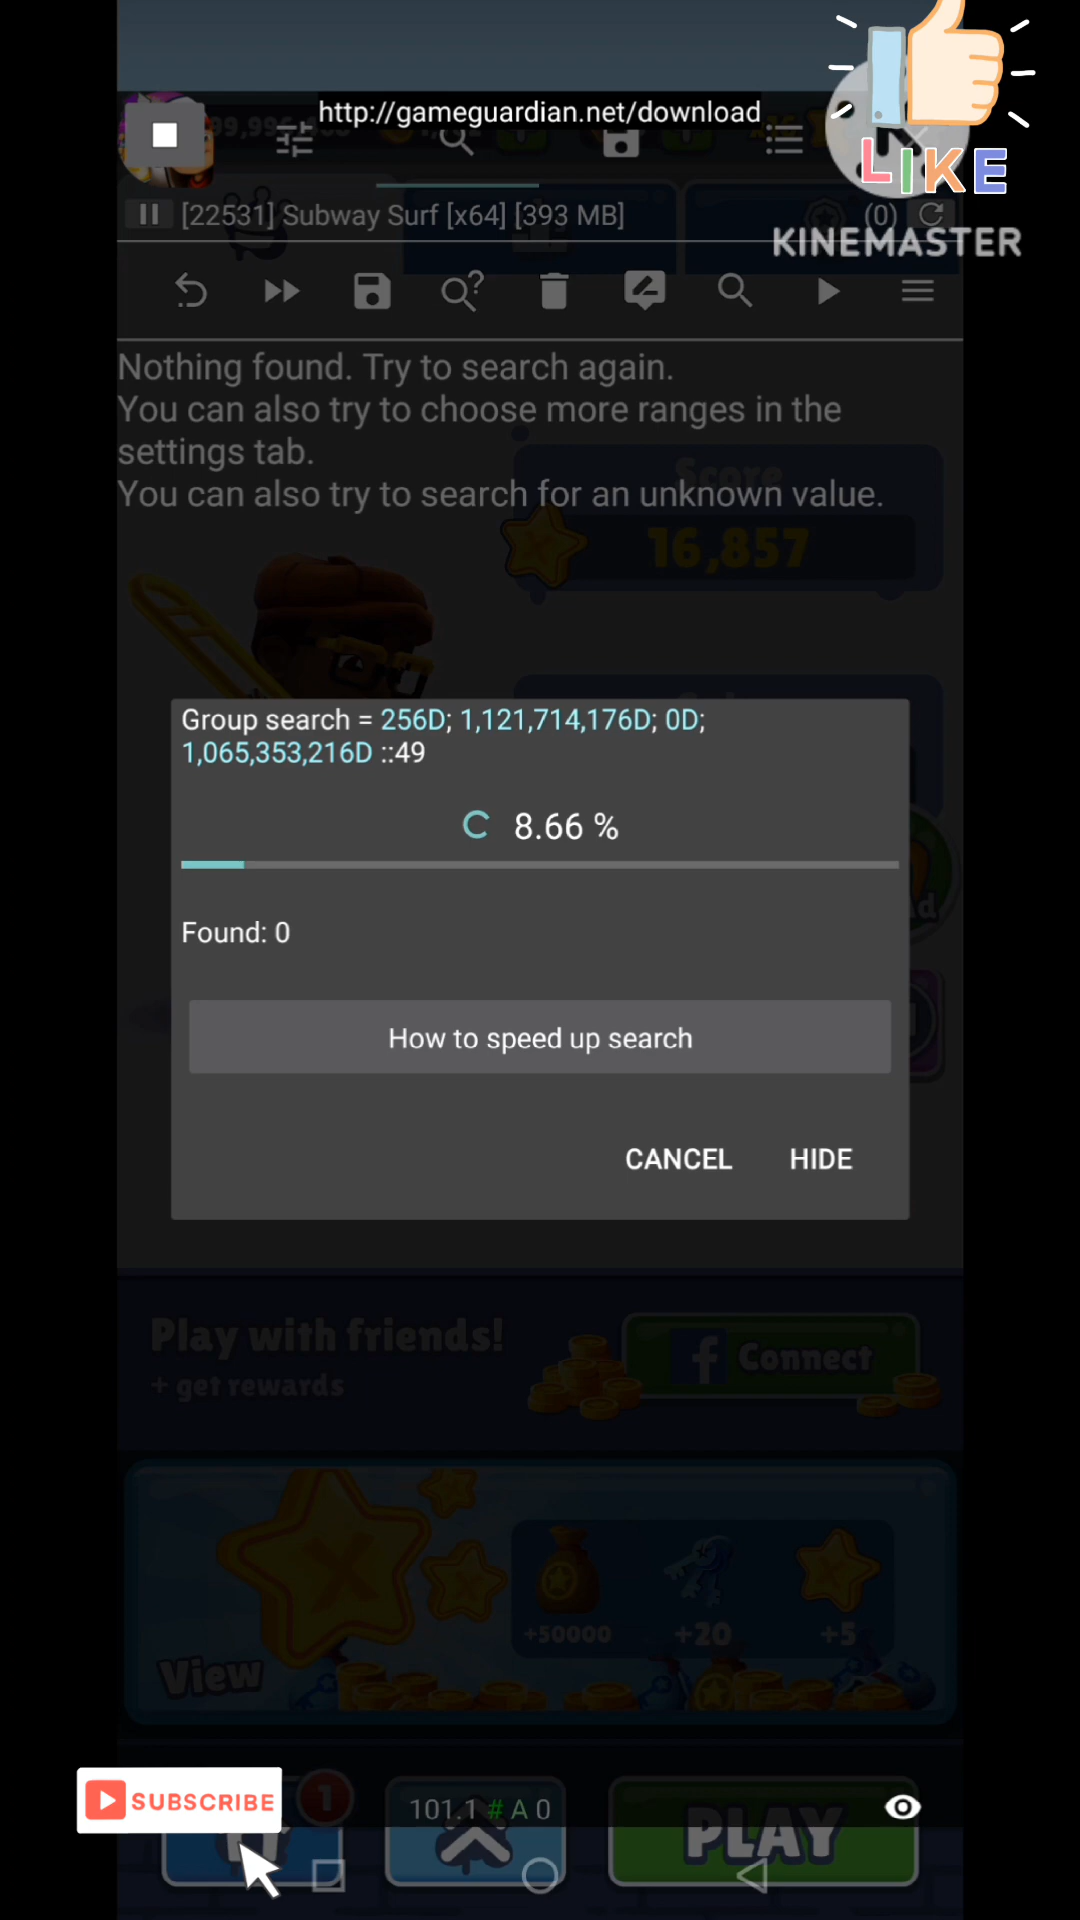 http://gameguardian.net/download
LIKE
[22531] Subway Surf [x64] [393 MB]
(0)
KINEMASTER
Nothing found. Try to search again.
You can also try to choose more ranges in the
settings tab.
You can also try to search for an unknown value.
Score
16,857
Group search = 256D; 1,121,714,176D; 0D;
1,065,353,216D ::49
8.66 %
Found: 0
How to speed up search
CANCEL HIDE
Play with friends!
+ get rewards
Connect
+50000 +20 +5
View
SUBSCRIBE
1
101.1 # A 0
PLAY